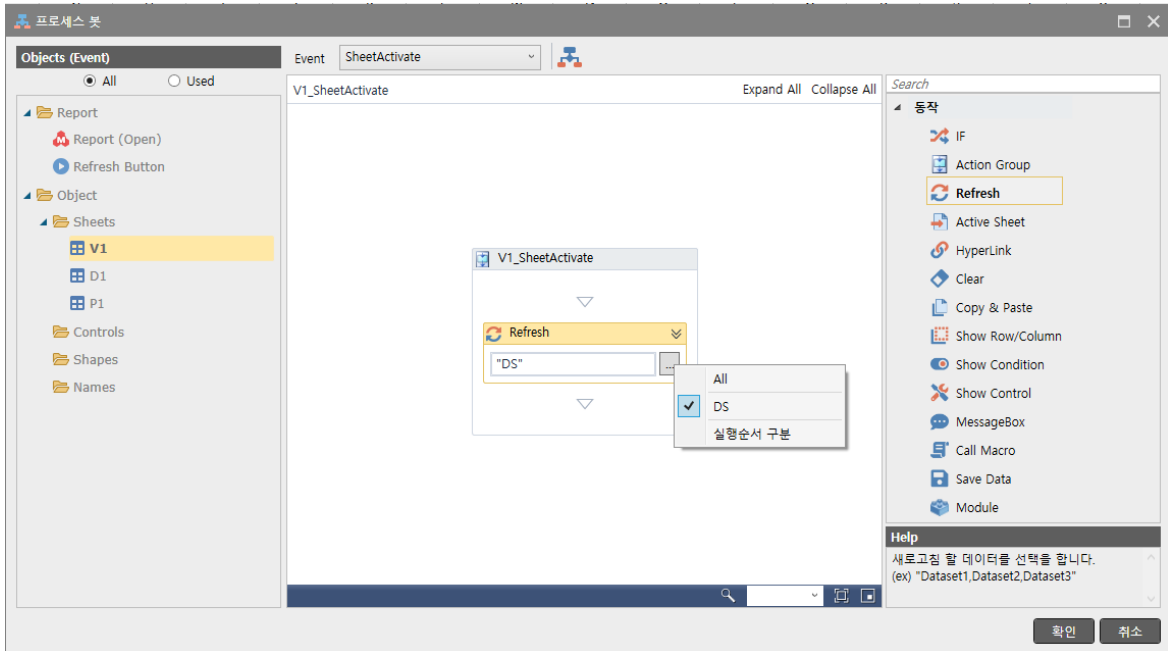 프로세스 봇
Objects (Event)
All
Used
Report
Report (Open)
Refresh Button
Object
Sheets
V1
D1
P1
Controls
Shapes
Names
Event
SheetActivate
V1_SheetActivate
Expand All
Collapse All
V1_SheetActivate
Refresh
"DS"
...
All
DS
실행순서 구분
Search
동작
IF
Action Group
Refresh
Active Sheet
HyperLink
Clear
Copy & Paste
Show Row/Column
Show Condition
Show Control
MessageBox
Call Macro
Save Data
Module
Help
새로고침 할 데이터를 선택을 합니다.
(ex) "Dataset1,Dataset2,Dataset3"
확인
취소